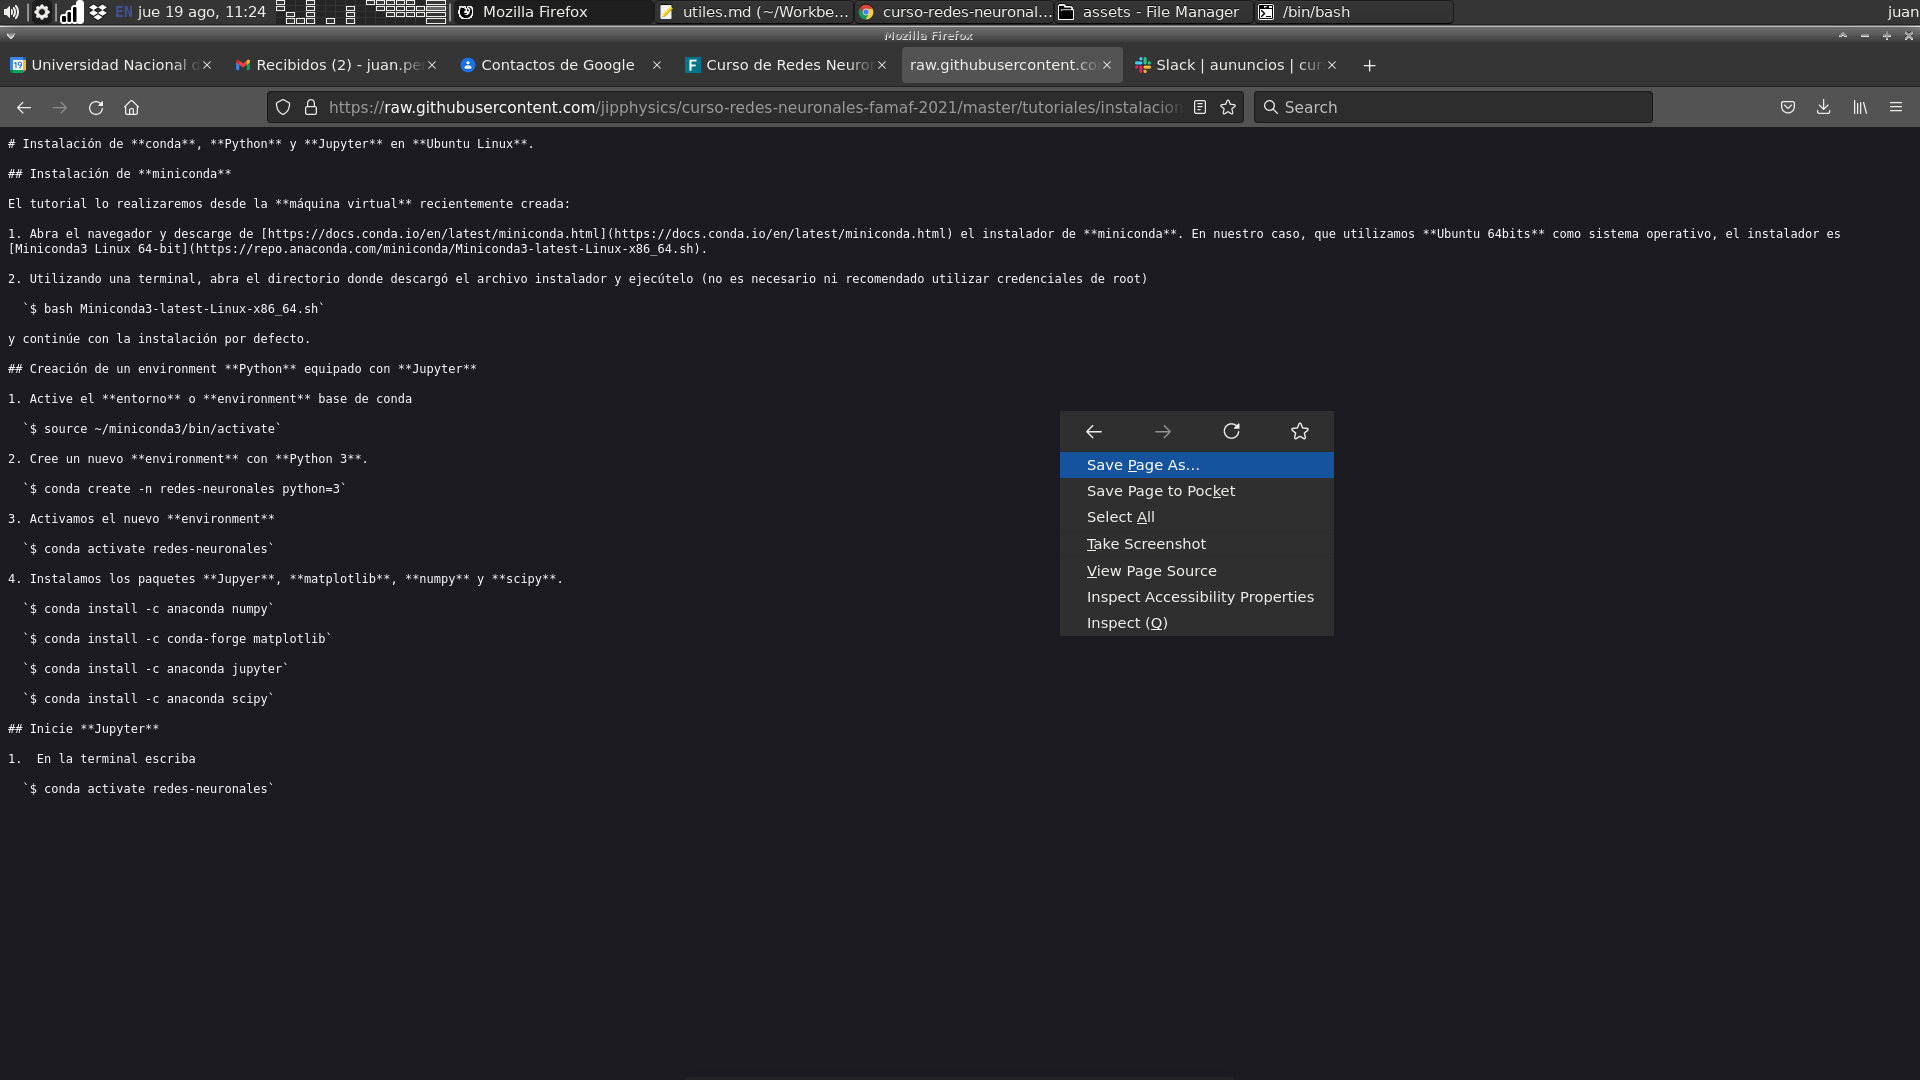 EN jue 19 ago, 11:24 Mozilla Firefox utiles.md (~/Workbe... curso-redes-neuronal... assets - File Manager /bin/bash juan
Mozilla Firefox
19 Universidad Nacional d Recibidos (2) - juan.pe Contactos de Google F Curso de Redes Neuror raw.githubusercontent.co Slack | aununcios | cur
https://raw.githubusercontent.com/jipphysics/curso-redes-neuronales-famaf-2021/master/tutoriales/instalacion Search
# Instalación de **conda**, **Python** y **Jupyter** en **Ubuntu Linux**.
## Instalación de **miniconda**
El tutorial lo realizaremos desde la **máquina virtual** recientemente creada:
1. Abra el navegador y descarge de [https://docs.conda.io/en/latest/miniconda.html](https://docs.conda.io/en/latest/miniconda.html) el instalador de **miniconda**. En nuestro caso, que utilizamos **Ubuntu 64bits** como sistema operativo, el instalador es
[Miniconda3 Linux 64-bit](https://repo.anaconda.com/miniconda/Miniconda3-latest-Linux-x86_64.sh).
2. Utilizando una terminal, abra el directorio donde descargó el archivo instalador y ejecútelo (no es necesario ni recomendado utilizar credenciales de root)
`$ bash Miniconda3-latest-Linux-x86_64.sh`
y continúe con la instalación por defecto.
## Creación de un environment **Python** equipado con **Jupyter**
1. Active el **entorno** o **environment** base de conda
`$ source ~/miniconda3/bin/activate`
2. Cree un nuevo **environment** con **Python 3**.
`$ conda create -n redes-neuronales python=3`
3. Activamos el nuevo **environment**
`$ conda activate redes-neuronales`
4. Instalamos los paquetes **Jupyer**, **matplotlib**, **numpy** y **scipy**.
`$ conda install -c anaconda numpy`
`$ conda install -c conda-forge matplotlib`
`$ conda install -c anaconda jupyter`
`$ conda install -c anaconda scipy`
## Inicie **Jupyter**
1.  En la terminal escriba
`$ conda activate redes-neuronales`
Save Page As...
Save Page to Pocket
Select All
Take Screenshot
View Page Source
Inspect Accessibility Properties
Inspect (Q)